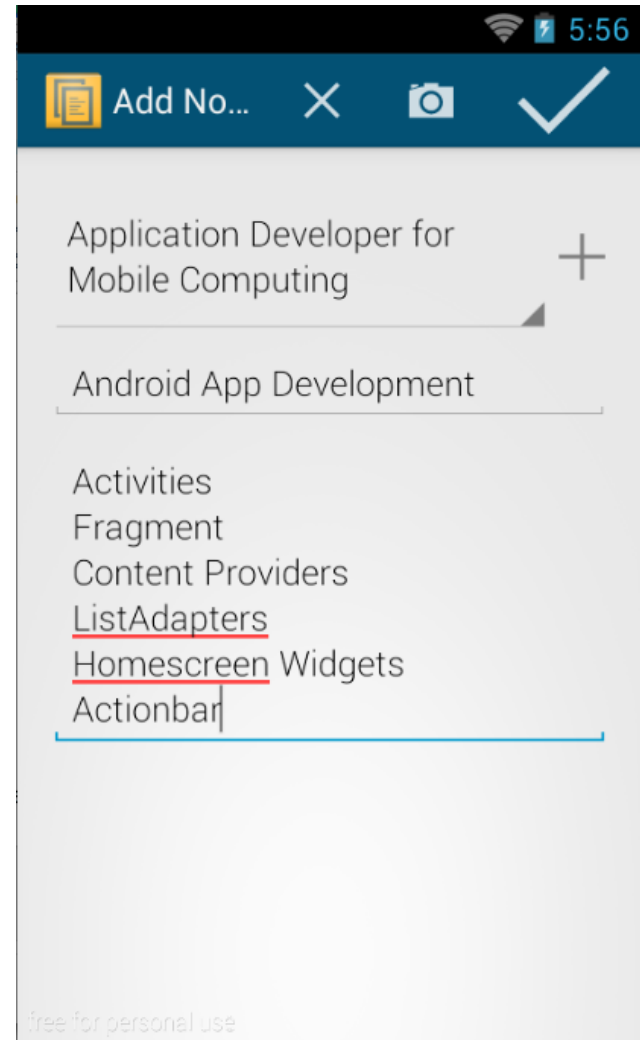 5:56
Add No...
Application Developer for
Mobile Computing
Android App Development
Activities
Fragment
Content Providers
ListAdapters
Homescreen Widgets
Actionbar
free for personal use